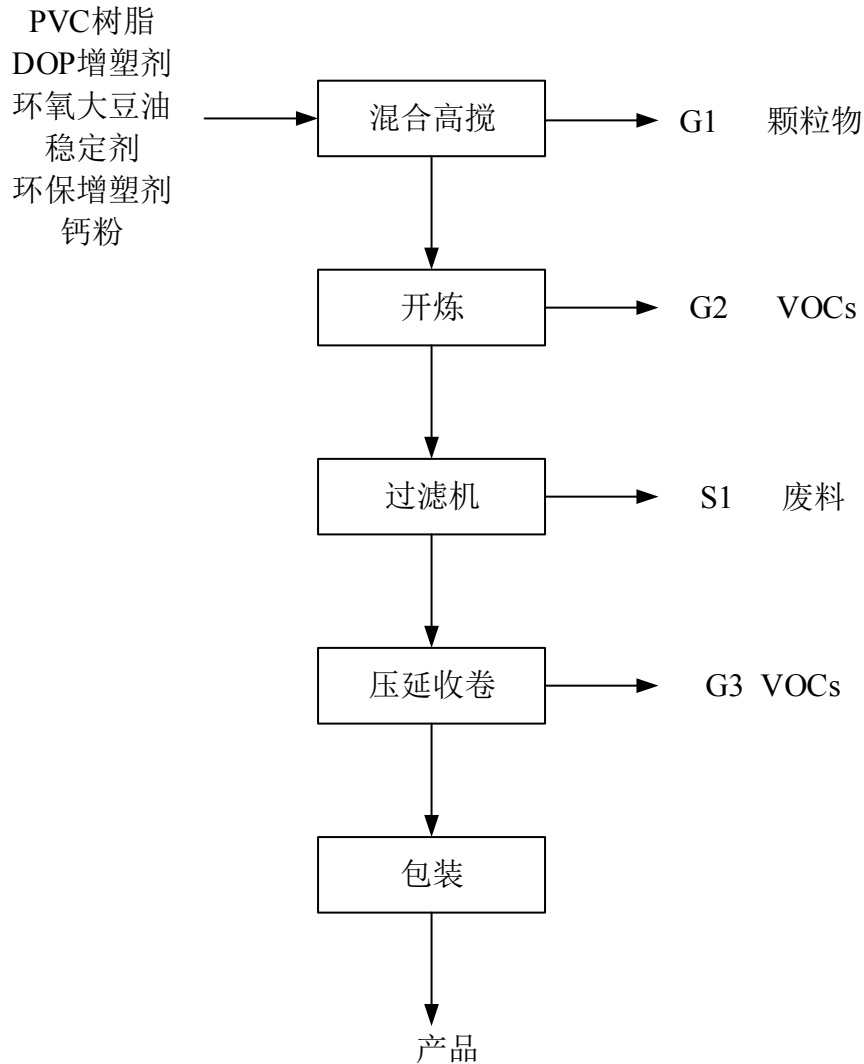 PVC树脂
DOP增塑剂
环氧大豆油
稳定剂
环保增塑剂
钙粉
混合高搅
G1 颗粒物
开炼
G2 VOCs
过滤机
S1 废料
压延收卷
G3 VOCs
包装
产品